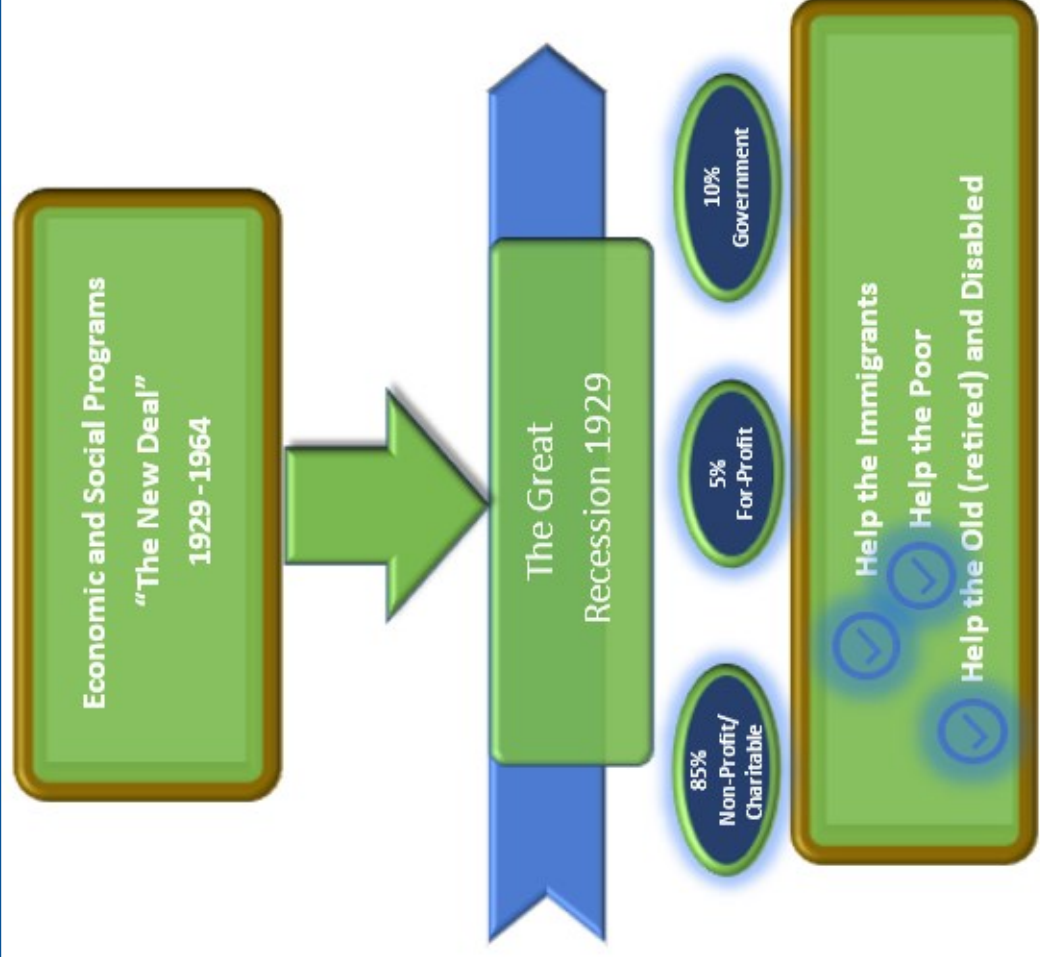 Economic and Social Programs
“The New Deal”
1929-1964
The Great
Recession 1929
85%
Non-Profit/
Charitable
5%
For-Profit
10%
Government
Help the Immigrants
Help the Poor
Help the Old (retired) and Disabled